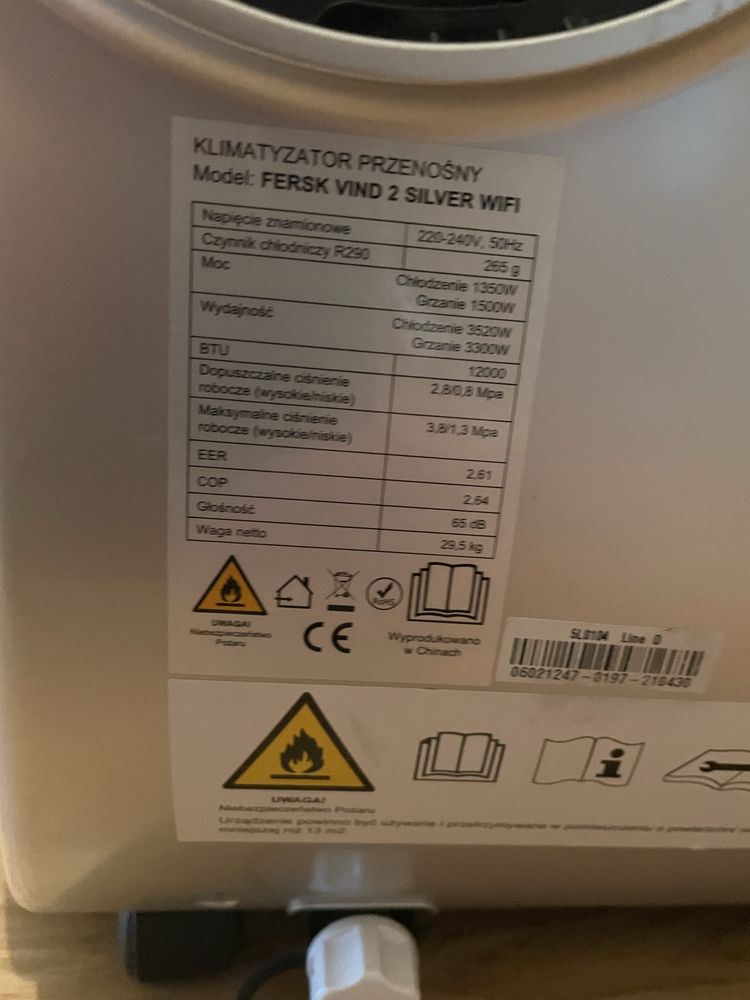 KLIMATYZATOR PRZENOŚNY
Model: FERSK VIND 2 SILVER WIFI
Napięcie znamionowe 220-240V, 50Hz
Czynnik chłodniczy R290 265 g
Moc Chłodzenie 1350W
Grzanie 1500W
Wydajność Chłodzenie 3520W
Grzanie 3300W
BTU 12000
Dopuszczalne ciśnienie
robocze (wysokie/niskie) 2,8/0,8 Mpa
Maksymalne ciśnienie
robocze (wysokie/niskie) 3,8/1,3 Mpa
EER 2,61
COP 2,64
Głośność 65 dB
Waga netto 29,5 kg
RoHS
UWAGA!
Niebezpieczeństwo
Pożaru
CE
Wyprodukowano
w Chinach
SL0104 Line D
06021247-0197-210430
UWAGA!
Niebezpieczeństwo Pożaru
Urządzenie powinno być używane i przetrzymywane w pomieszczeniu o powierzchni
mniejszej niż 13 m2